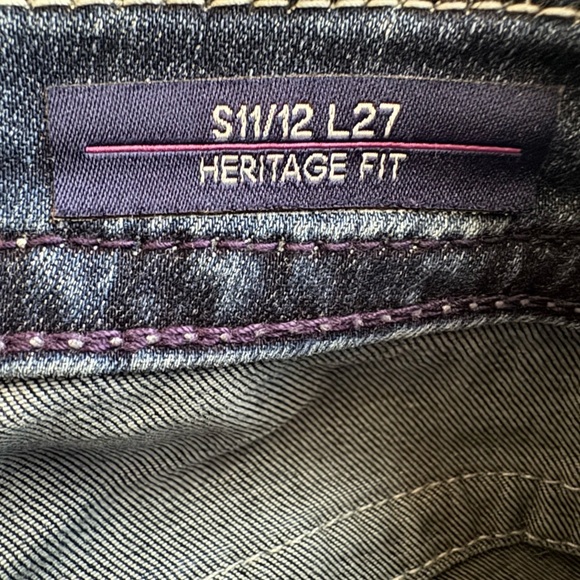 S11/12 L27
HERITAGE FIT